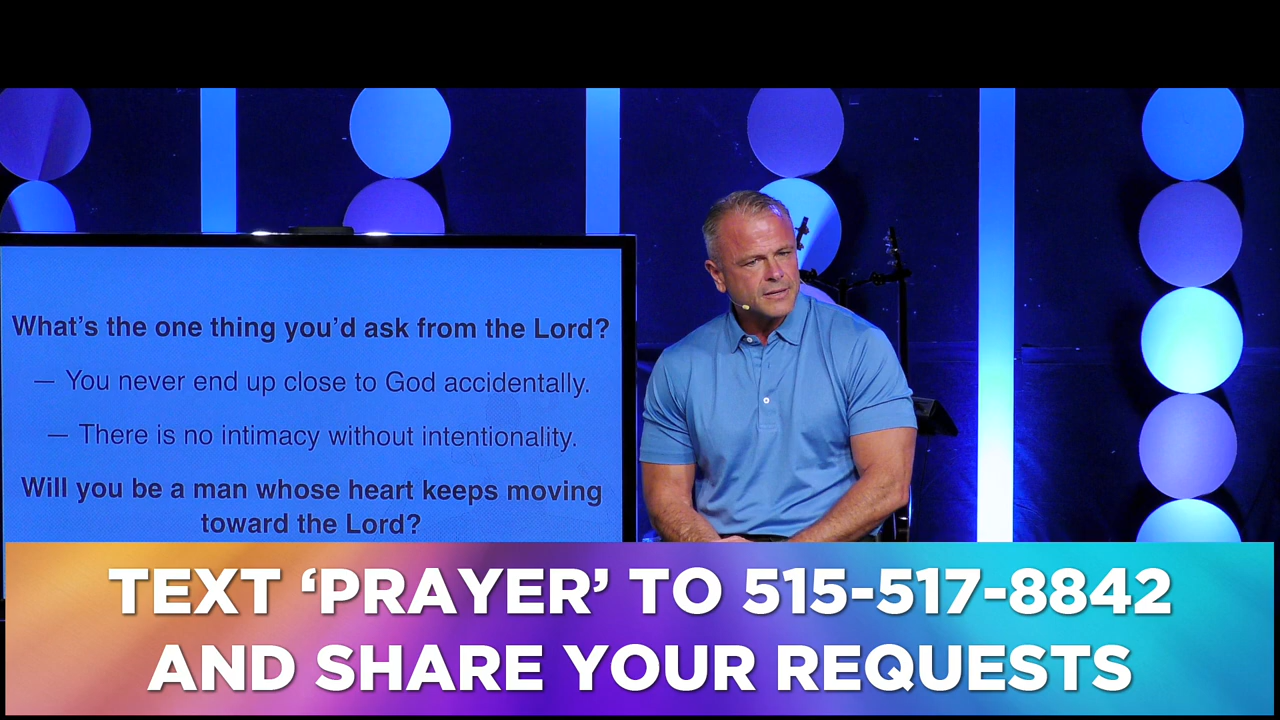 What's the one thing you'd ask from the Lord?
— You never end up close to God accidentally.
— There is no intimacy without intentionality.
Will you be a man whose heart keeps moving
toward the Lord?
TEXT ‘PRAYER’ TO 515-517-8842
AND SHARE YOUR REQUESTS